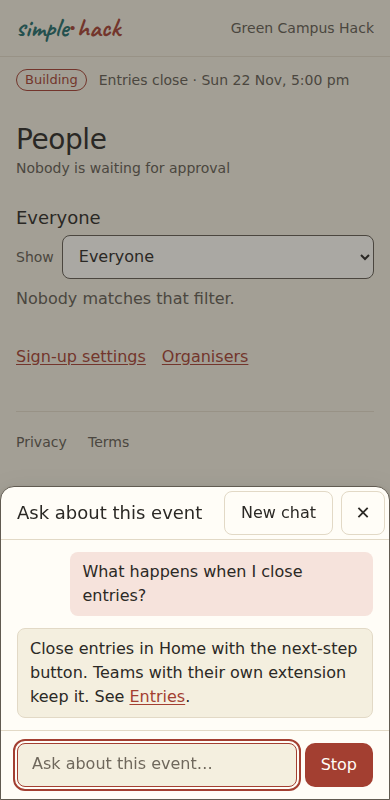 simple·hack
Green Campus Hack
Building
Entries close · Sun 22 Nov, 5:00 pm
People
Nobody is waiting for approval
Everyone
Show
Everyone
Nobody matches that filter.
Sign-up settings
Organisers
Privacy
Terms
Ask about this event
New chat
✕
What happens when I close
entries?
Close entries in Home with the next-step
button. Teams with their own extension
keep it. See Entries.
Ask about this event…
Stop